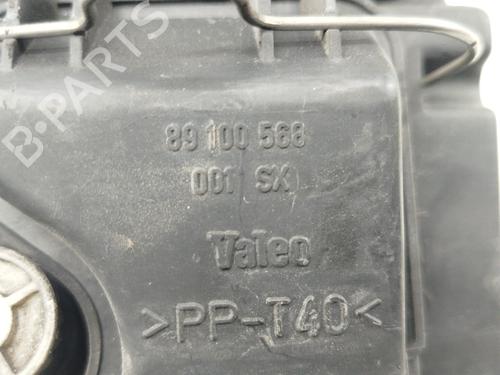 B-PARTS
89 100 568
001 SX
Valeo
>PP-T40<